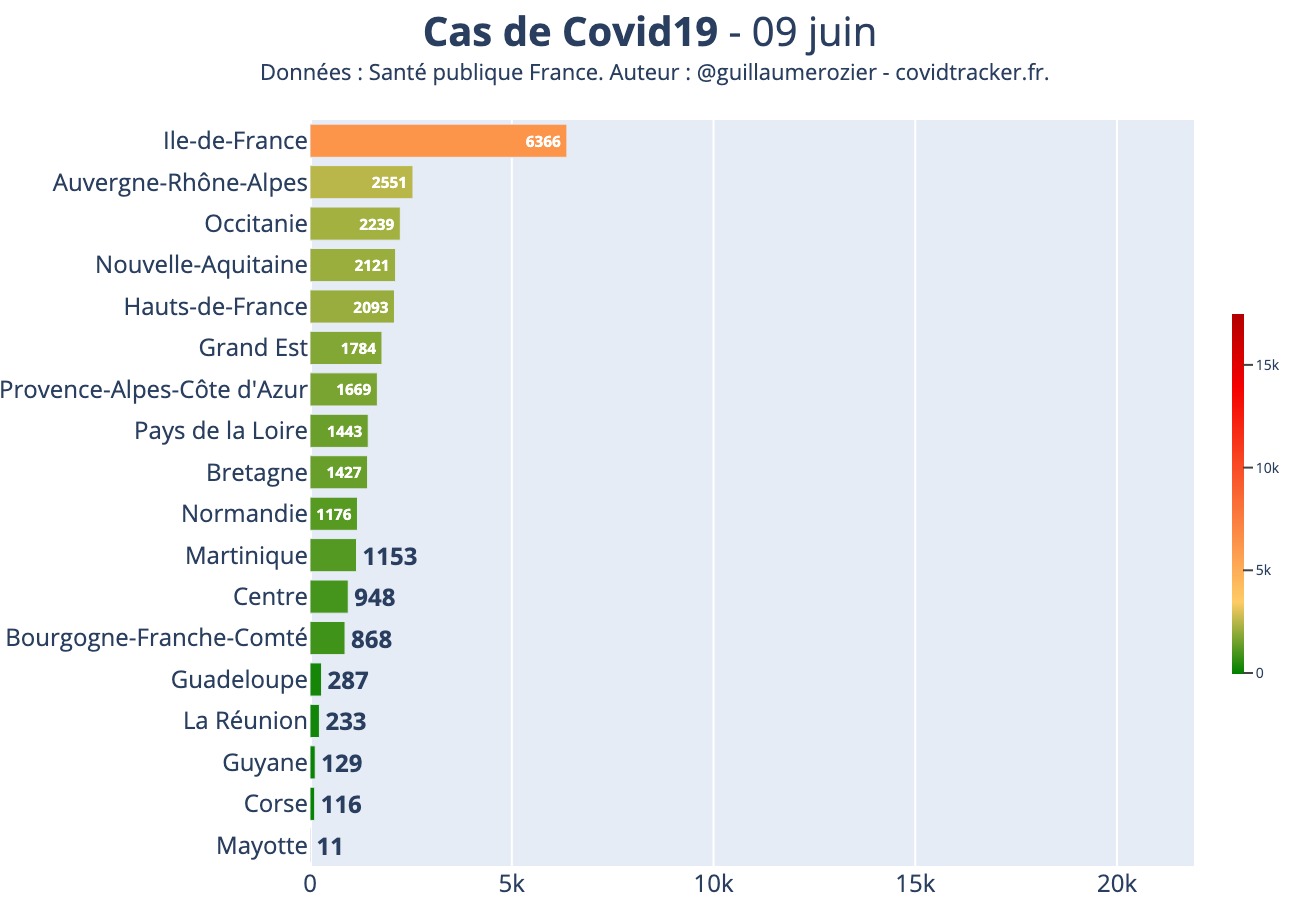 Cas de Covid19 - 09 juin
Données : Santé publique France. Auteur : @guillaumerozier - covidtracker.fr.
Ile-de-France 6366
Auvergne-Rhône-Alpes 2551
Occitanie 2239
Nouvelle-Aquitaine 2121
Hauts-de-France 2093
Grand Est 1784
Provence-Alpes-Côte d'Azur 1669
Pays de la Loire 1443
Bretagne 1427
Normandie 1176
Martinique 1153
Centre 948
Bourgogne-Franche-Comté 868
Guadeloupe 287
La Réunion 233
Guyane 129
Corse 116
Mayotte 11
0 5k 10k 15k 20k
15k
10k
5k
0